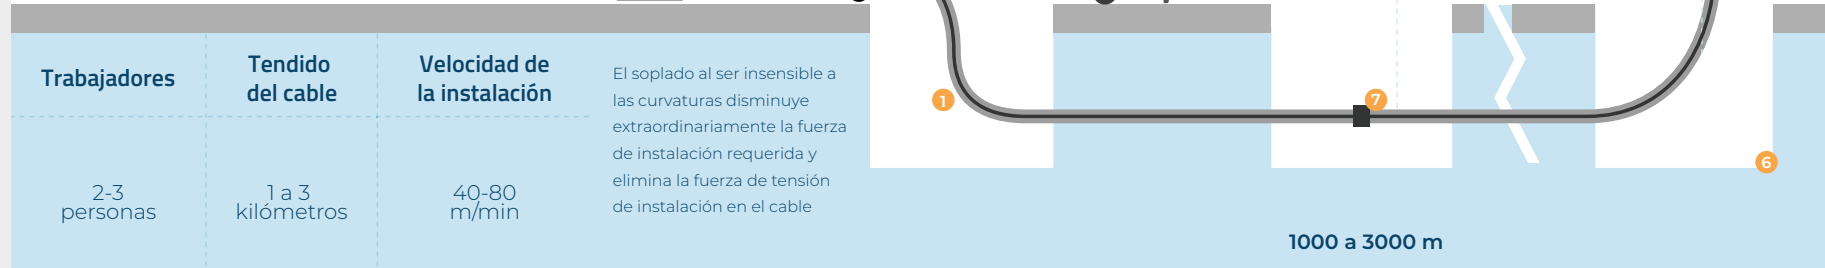 Trabajadores
Tendido
del cable
Velocidad de
la instalación
2-3
personas
1 a 3
kilómetros
40-80
m/min
El soplado al ser insensible a
las curvaturas disminuye
extraordinariamente la fuerza
de instalación requerida y
elimina la fuerza de tensión
de instalación en el cable
1
7
6
1000 a 3000 m